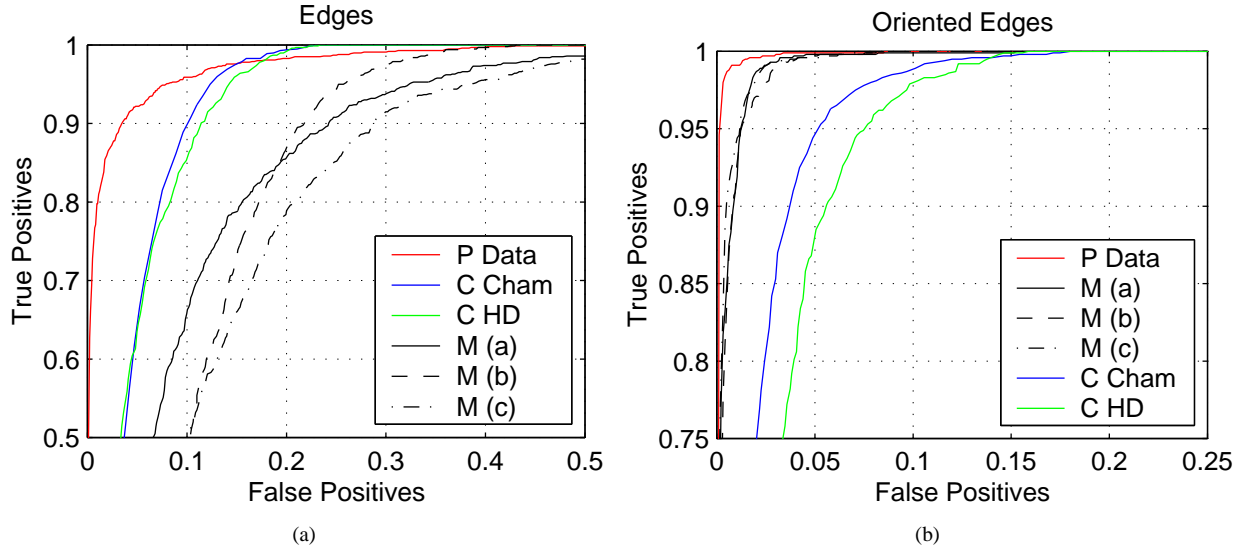 Edges
1
0.9
0.8
0.7
0.6
0.5
True Positives
0 0.1 0.2 0.3 0.4 0.5
False Positives
P Data
C Cham
C HD
M (a)
M (b)
M (c)
(a)
Oriented Edges
1
0.95
0.9
0.85
0.8
0.75
True Positives
0 0.05 0.1 0.15 0.2 0.25
False Positives
P Data
M (a)
M (b)
M (c)
C Cham
C HD
(b)